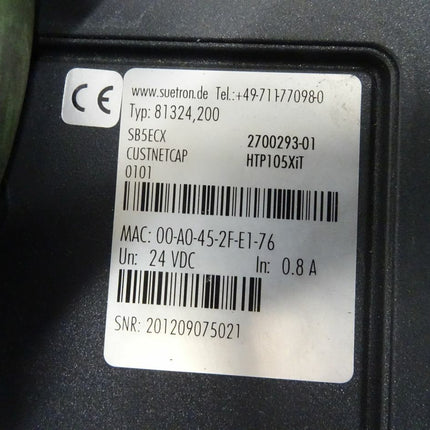 CE
www.suetron.de Tel.:+49-711-77098-0
Typ: 81324,200
SB5ECX 2700293-01
CUSTNETCAP HTP105XiT
0101
MAC: 00-A0-45-2F-E1-76
Un: 24 VDC In: 0.8 A
SNR: 201209075021